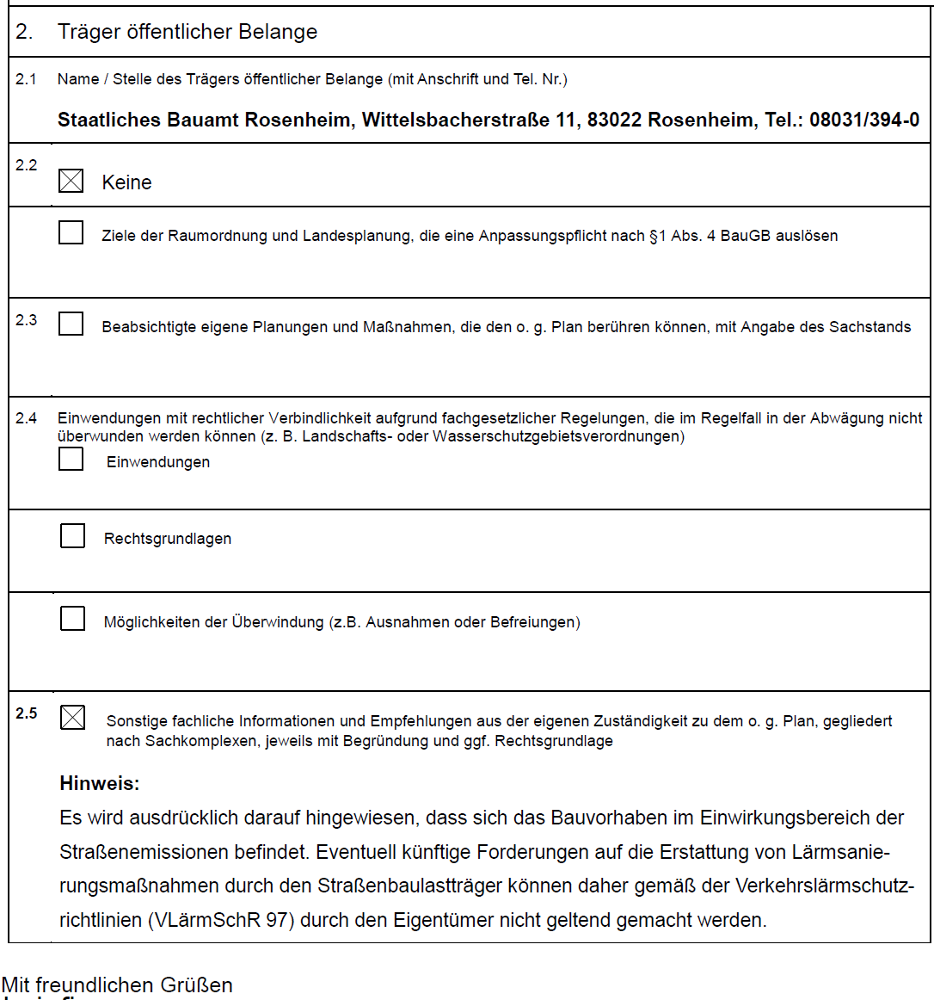 2. Träger öffentlicher Belange
2.1 Name / Stelle des Trägers öffentlicher Belange (mit Anschrift und Tel. Nr.)
Staatliches Bauamt Rosenheim, Wittelsbacherstraße 11, 83022 Rosenheim, Tel.: 08031/394-0
2.2
Keine
Ziele der Raumordnung und Landesplanung, die eine Anpassungspflicht nach §1 Abs. 4 BauGB auslösen
2.3 Beabsichtigte eigene Planungen und Maßnahmen, die den o. g. Plan berühren können, mit Angabe des Sachstands
2.4 Einwendungen mit rechtlicher Verbindlichkeit aufgrund fachgesetzlicher Regelungen, die im Regelfall in der Abwägung nicht
überwunden werden können (z. B. Landschafts- oder Wasserschutzgebietsverordnungen)
Einwendungen
Rechtsgrundlagen
Möglichkeiten der Überwindung (z.B. Ausnahmen oder Befreiungen)
2.5 Sonstige fachliche Informationen und Empfehlungen aus der eigenen Zuständigkeit zu dem o. g. Plan, gegliedert
nach Sachkomplexen, jeweils mit Begründung und ggf. Rechtsgrundlage
Hinweis:
Es wird ausdrücklich darauf hingewiesen, dass sich das Bauvorhaben im Einwirkungsbereich der
Straßenemissionen befindet. Eventuell künftige Forderungen auf die Erstattung von Lärmsanie-
rungsmaßnahmen durch den Straßenbaulastträger können daher gemäß der Verkehrslärmschutz-
richtlinien (VLärmSchR 97) durch den Eigentümer nicht geltend gemacht werden.
Mit freundlichen Grüßen